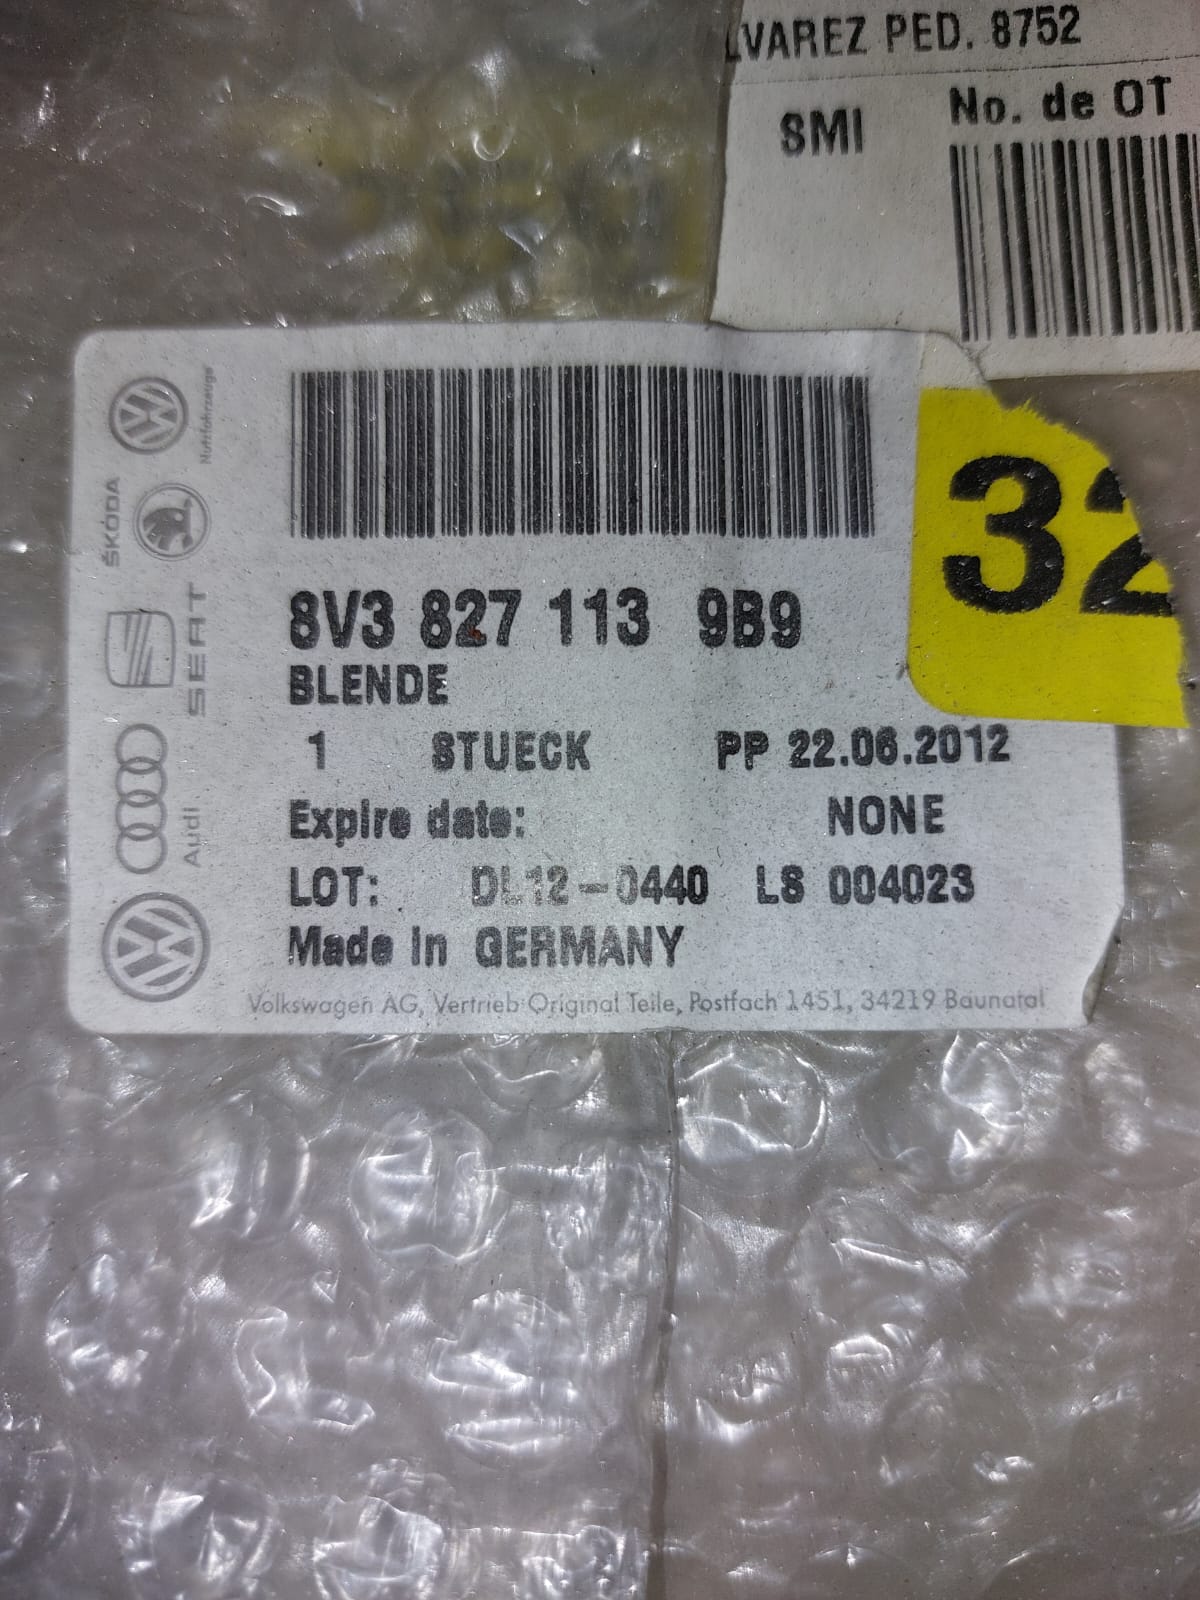 PED. 8752
SMI No. de OT
Nutzfahrzeuge
ŠKODA
SEAT
Audi
32
8V3 827 113 9B9
BLENDE
1 STUECK PP 22.06.2012
Expire date: NONE
LOT: DL12-0440 LS 004023
Made in GERMANY
Volkswagen AG, Vertrieb Original Teile, Postfach 1451, 34219 Baunatal